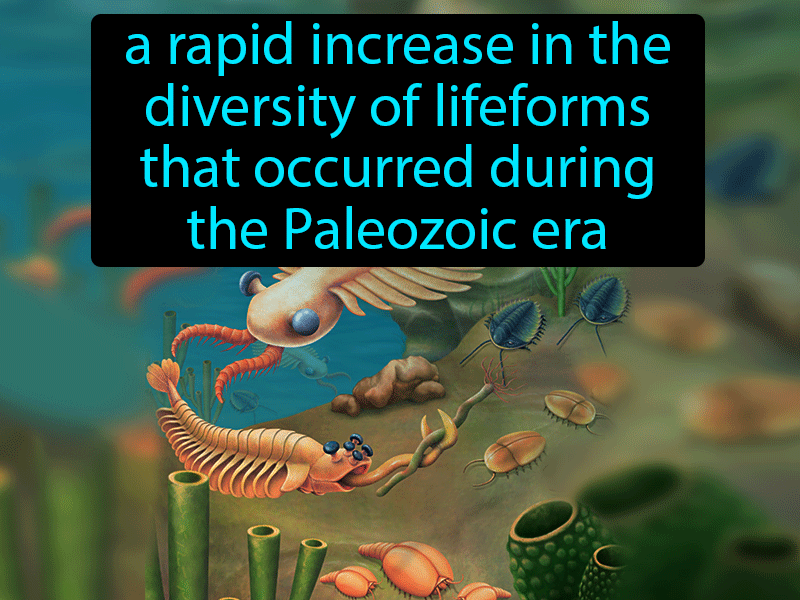 a rapid increase in the
diversity of lifeforms
that occurred during
the Paleozoic era